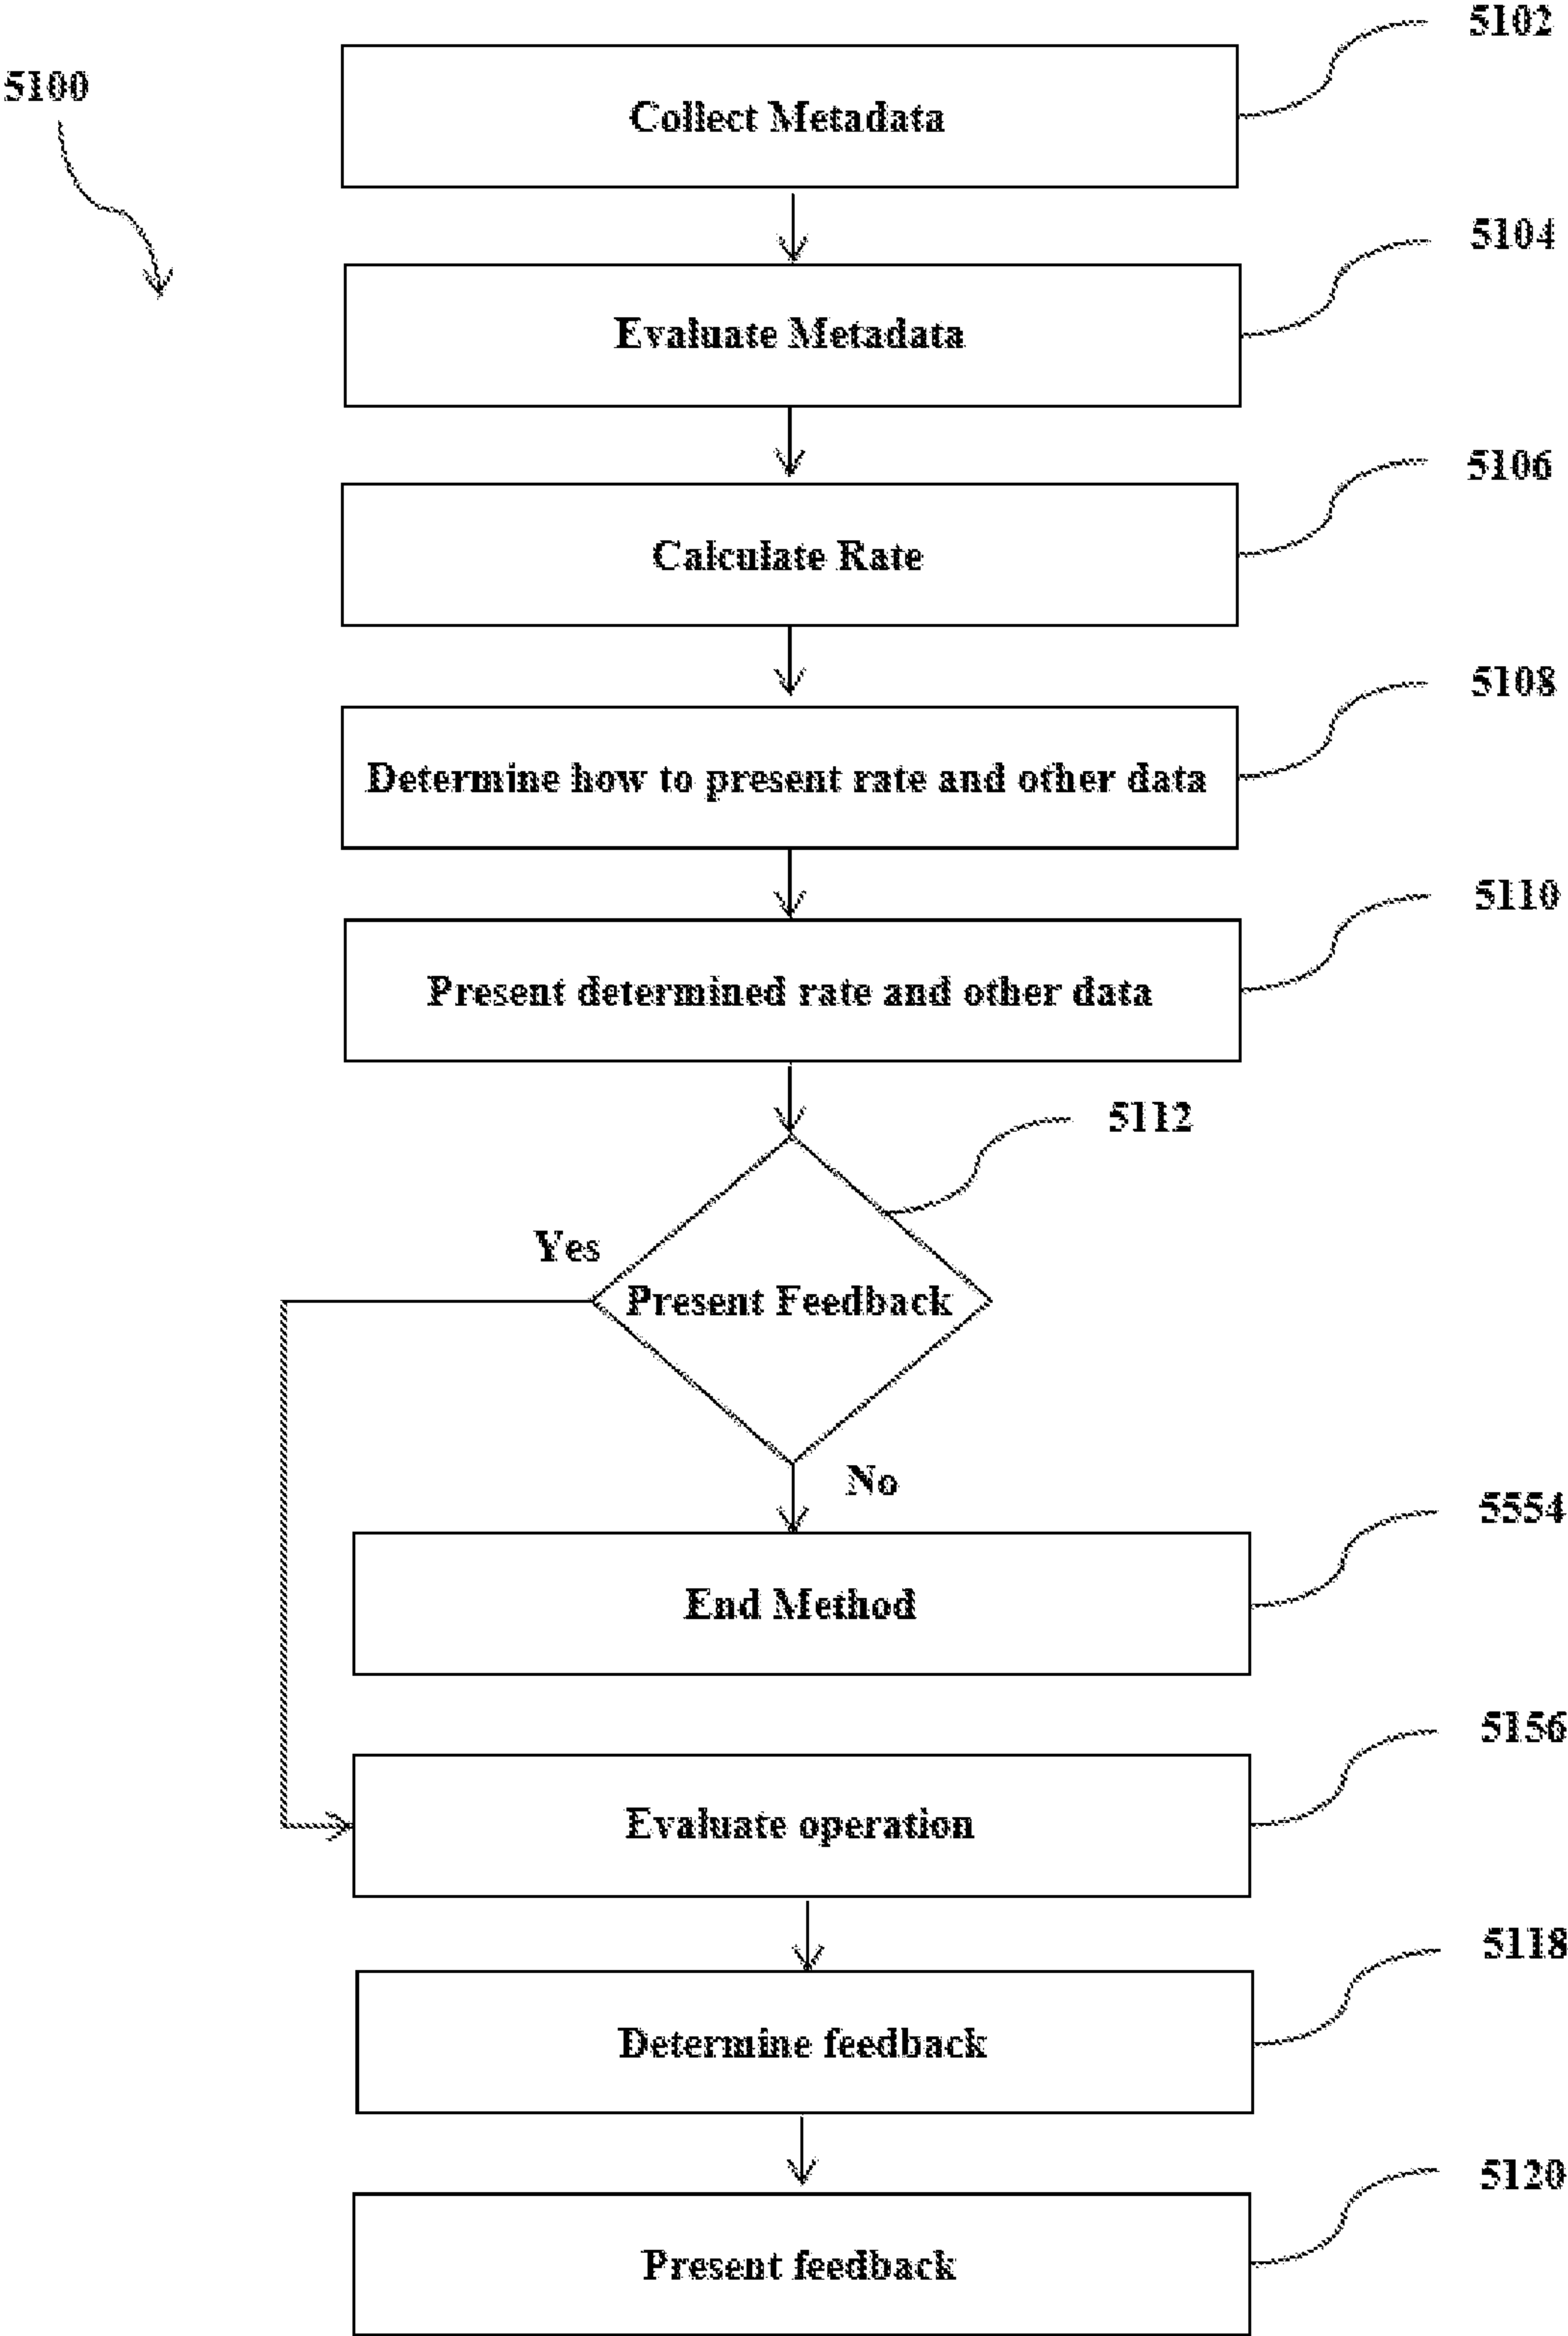 5102
5100
Collect Metadata
5104
Evaluate Metadata
5106
Calculate Rate
5108
Determine how to present rate and other data
5110
Present determined rate and other data
5112
Yes
Present Feedback
No
5554
End Method
5156
Evaluate operation
5118
Determine feedback
5120
Present feedback